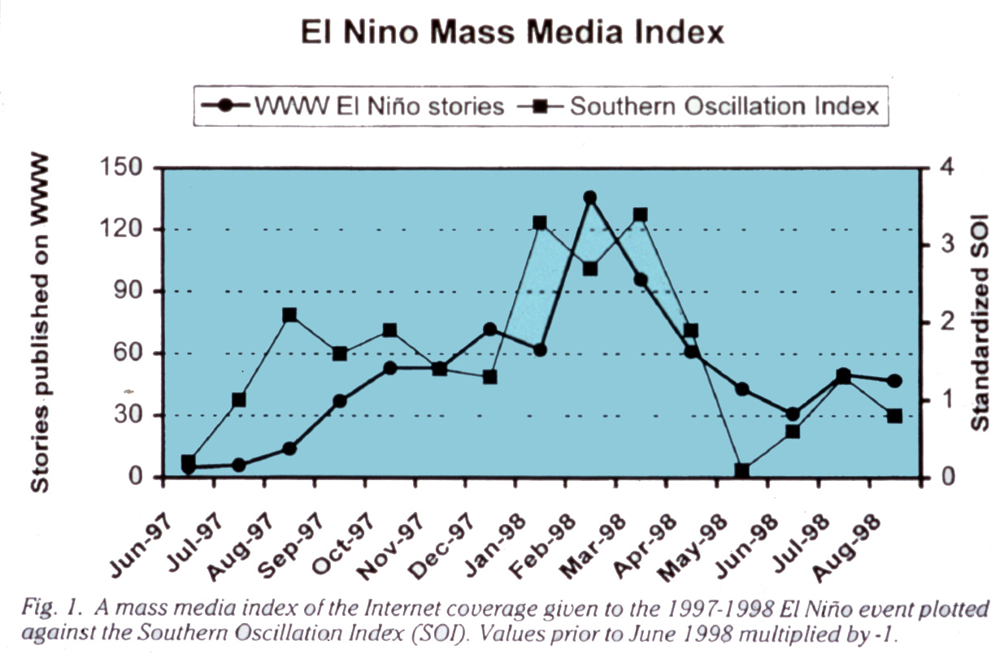 El Nino Mass Media Index
WWW El Niño stories
Southern Oscillation Index
Stories published on WWW
150
120
90
60
30
0
4
3
2
1
0
Standardized SOI
Jun-97
Jul-97
Aug-97
Sep-97
Oct-97
Nov-97
Dec-97
Jan-98
Feb-98
Mar-98
Apr-98
May-98
Jun-98
Jul-98
Aug-98
Fig. 1. A mass media index of the Internet coverage given to the 1997-1998 El Niño event plotted
against the Southern Oscillation Index (SOI). Values prior to June 1998 multiplied by -1.